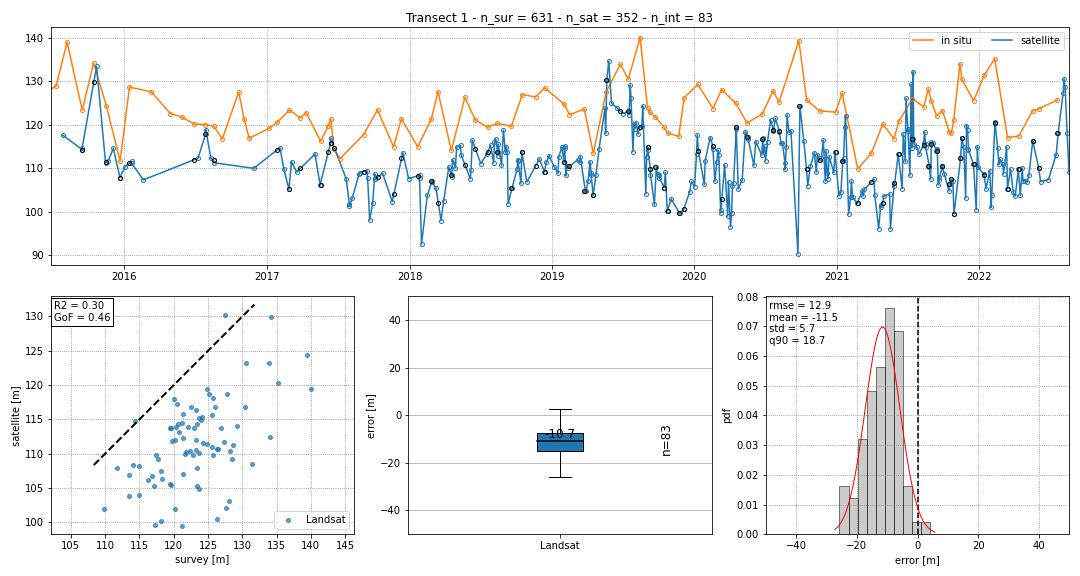 Transect 1 - n_sur = 631 - n_sat = 352 - n_int = 83
140
130
120
110
100
90
in situ
satellite
2016
2017
2018
2019
2020
2021
2022
R2 = 0.30
GoF = 0.46
satellite [m]
130
125
120
115
110
105
100
Landsat
105
110
115
120
125
130
135
140
145
survey [m]
error [m]
40
20
0
−20
−40
-10.7
n=83
Landsat
rmse = 12.9
mean = -11.5
std = 5.7
q90 = 18.7
pdf
0.08
0.07
0.06
0.05
0.04
0.03
0.02
0.01
0.00
−40
−20
0
20
40
error [m]